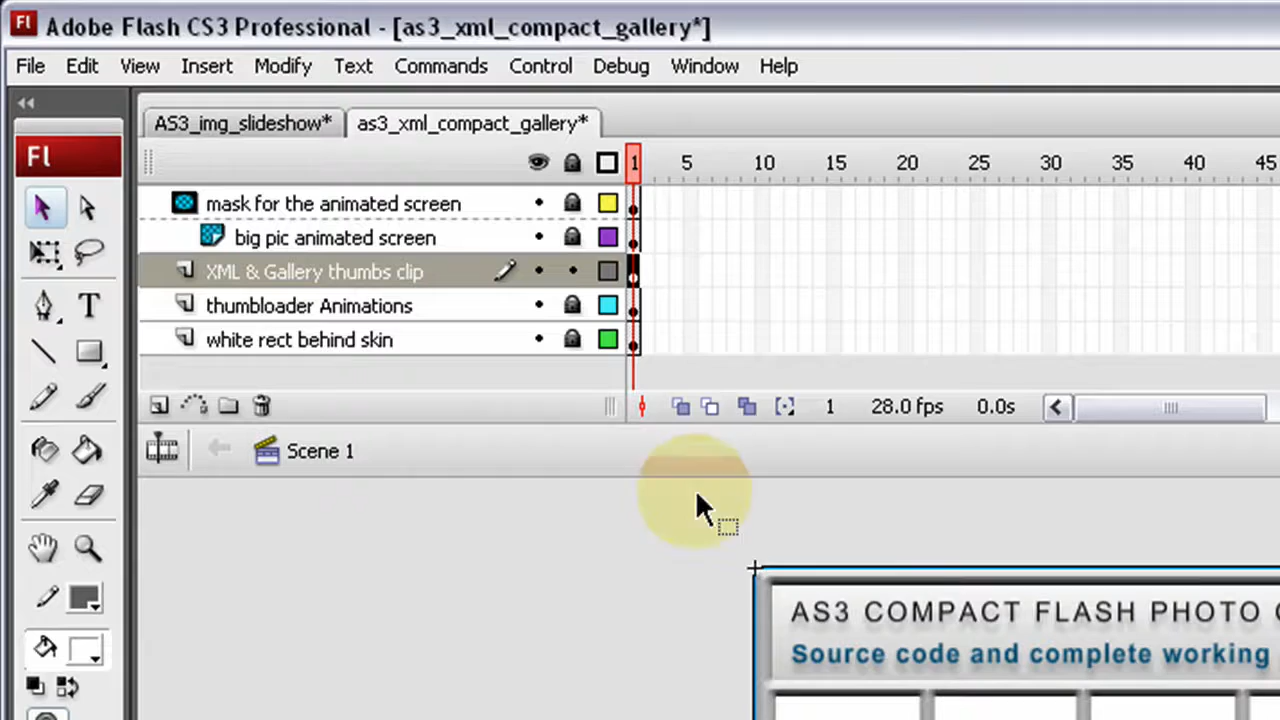 Fl Adobe Flash CS3 Professional - [as3_xml_compact_gallery*]
File Edit View Insert Modify Text Commands Control Debug Window Help
AS3_img_slideshow* as3_xml_compact_gallery*
Fl
1 5 10 15 20 25 30 35 40 45
mask for the animated screen
big pic animated screen
XML & Gallery thumbs clip
thumbloader Animations
white rect behind skin
1 28.0 fps 0.0s
Scene 1
T
AS3 COMPACT FLASH PHOTO
Source code and complete working